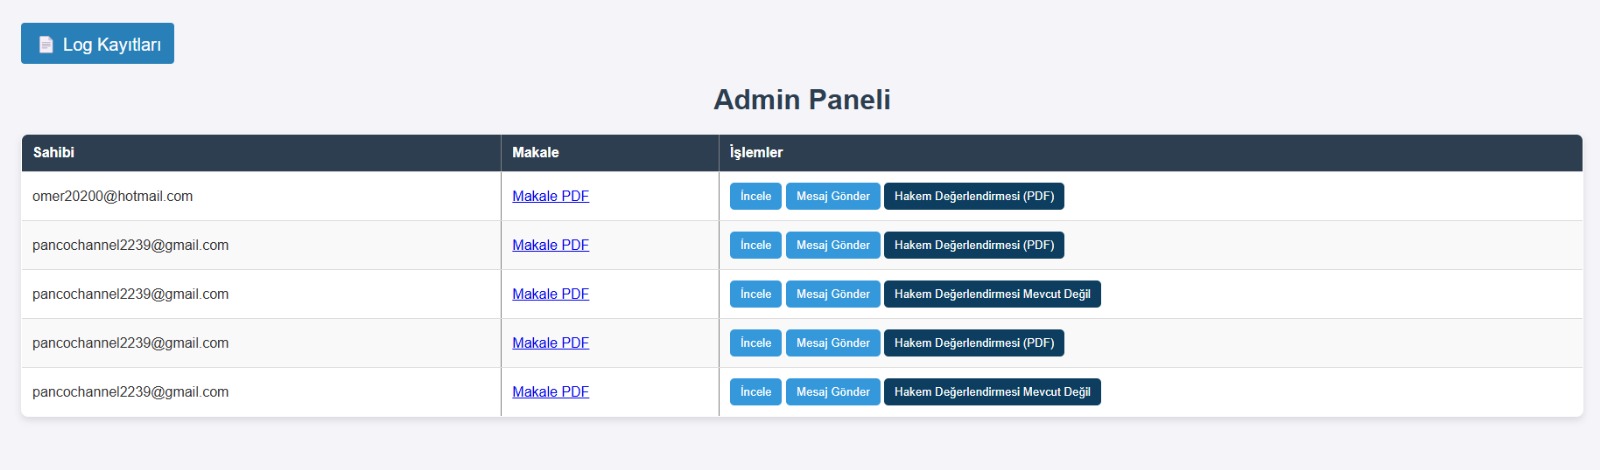 Log Kayıtları
Admin Paneli
Sahibi Makale İşlemler
omer20200@hotmail.com Makale PDF İncele Mesaj Gönder Hakem Değerlendirmesi (PDF)
pancochannel2239@gmail.com Makale PDF İncele Mesaj Gönder Hakem Değerlendirmesi (PDF)
pancochannel2239@gmail.com Makale PDF İncele Mesaj Gönder Hakem Değerlendirmesi Mevcut Değil
pancochannel2239@gmail.com Makale PDF İncele Mesaj Gönder Hakem Değerlendirmesi (PDF)
pancochannel2239@gmail.com Makale PDF İncele Mesaj Gönder Hakem Değerlendirmesi Mevcut Değil